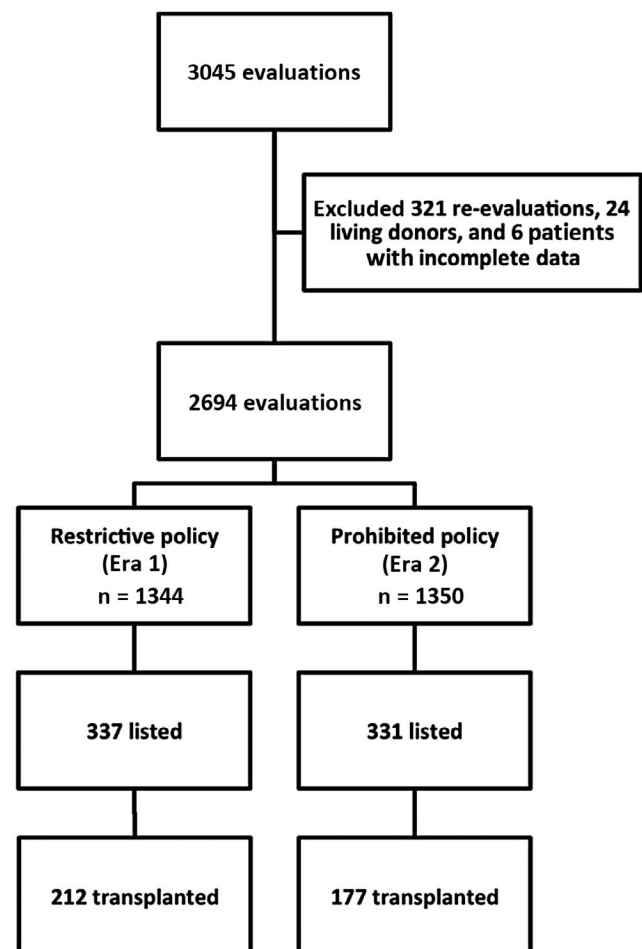 3045 evaluations
Excluded 321 re-evaluations, 24
living donors, and 6 patients
with incomplete data
2694 evaluations
Restrictive policy
(Era 1)
n = 1344
Prohibited policy
(Era 2)
n = 1350
337 listed
331 listed
212 transplanted
177 transplanted